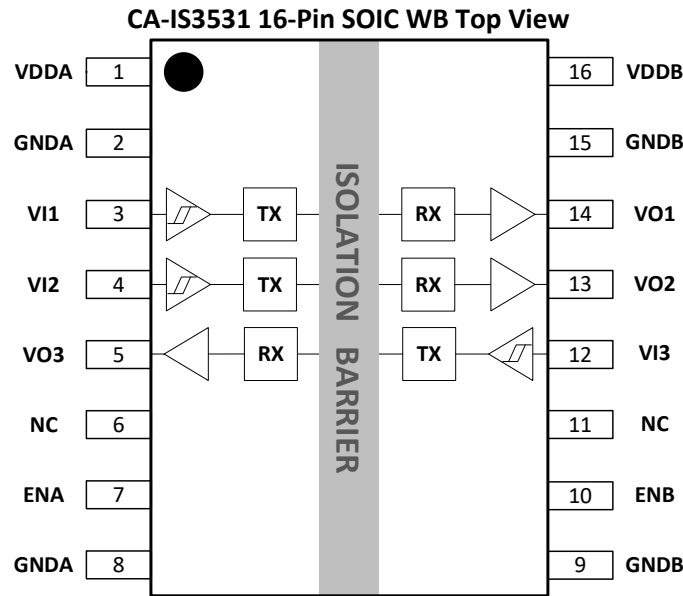 CA-IS3531 16-Pin SOIC WB Top View
VDDA 1 16 VDDB
GNDA 2 15 GNDB
VI1 3 TX RX 14 VO1
VI2 4 TX RX 13 VO2
VO3 5 RX TX 12 VI3
NC 6 11 NC
ENA 7 10 ENB
GNDA 8 9 GNDB
ISOLATION BARRIER